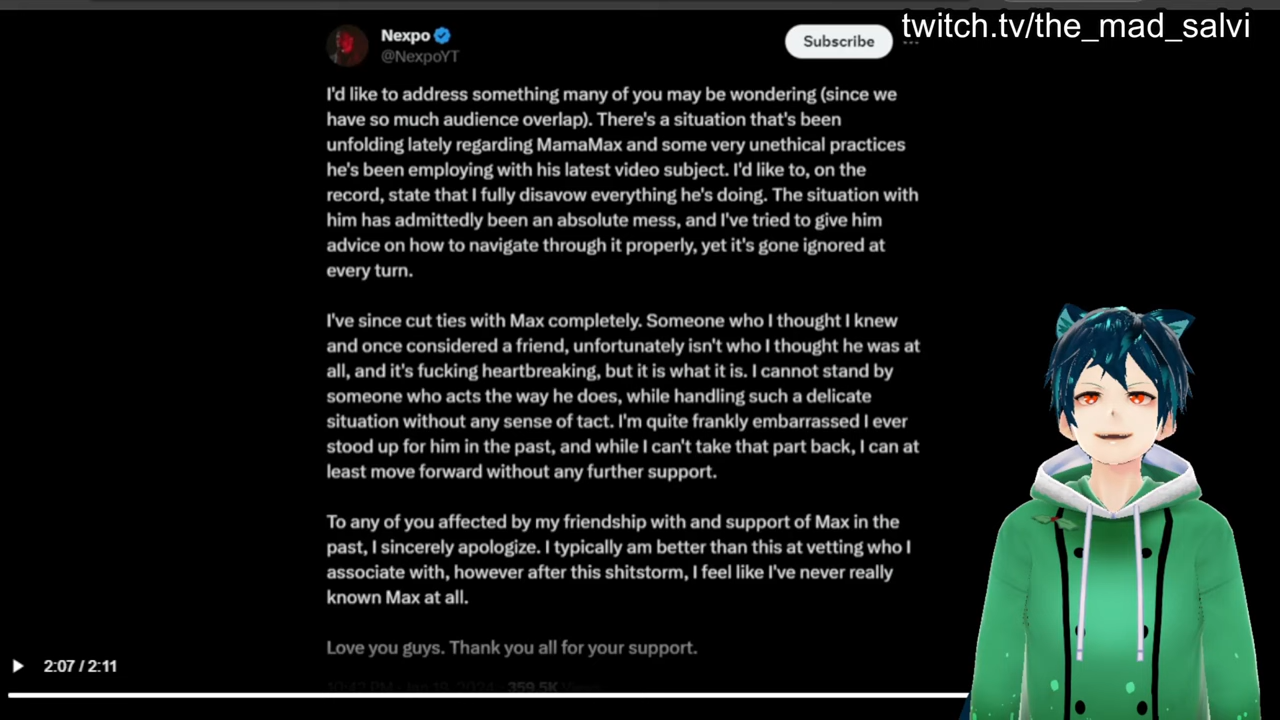 twitch.tv/the_mad_salvi
Nexpo
@NexpoYT
Subscribe
I'd like to address something many of you may be wondering (since we
have so much audience overlap). There's a situation that's been
unfolding lately regarding MamaMax and some very unethical practices
he's been employing with his latest video subject. I'd like to, on the
record, state that I fully disavow everything he's doing. The situation with
him has admittedly been an absolute mess, and I've tried to give him
advice on how to navigate through it properly, yet it's gone ignored at
every turn.
I've since cut ties with Max completely. Someone who I thought I knew
and once considered a friend, unfortunately isn't who I thought he was at
all, and it's fucking heartbreaking, but it is what it is. I cannot stand by
someone who acts the way he does, while handling such a delicate
situation without any sense of tact. I'm quite frankly embarrassed I ever
stood up for him in the past, and while I can't take that part back, I can at
least move forward without any further support.
To any of you affected by my friendship with and support of Max in the
past, I sincerely apologize. I typically am better than this at vetting who I
associate with, however after this shitstorm, I feel like I've never really
known Max at all.
Love you guys. Thank you all for your support.
2:07 / 2:11